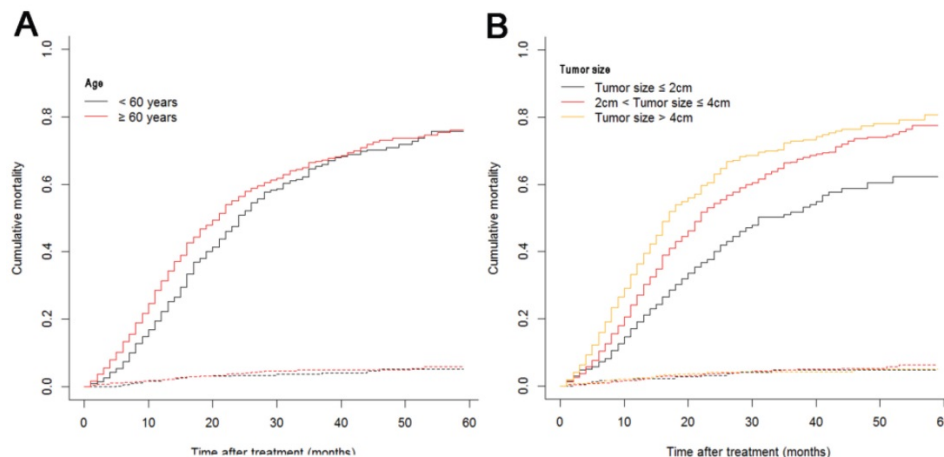 A
Cumulative mortality
1.0
0.8
0.6
0.4
0.2
0.0
Age
< 60 years
≥ 60 years
0 10 20 30 40 50 60
Time after treatment (months)
B
Cumulative mortality
1.0
0.8
0.6
0.4
0.2
0.0
Tumor size
Tumor size ≤ 2cm
2cm < Tumor size ≤ 4cm
Tumor size > 4cm
0 10 20 30 40 50
Time after treatment (months)